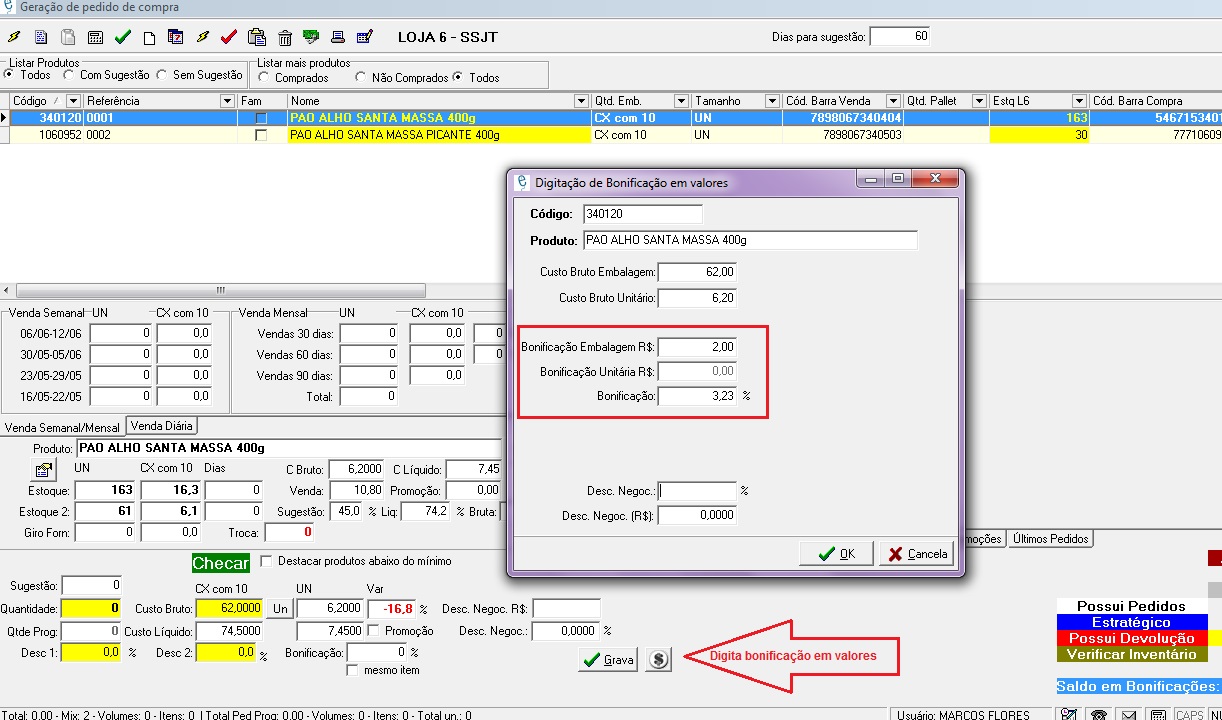 Geração de pedido de compra
LOJA 6 - SSJT
Dias para sugestão: 60
Listar Produtos
Todos Com Sugestão Sem Sugestão
Listar mais produtos
Comprados Não Comprados Todos
Código Referência Fam Nome Qtd. Emb. Tamanho Cód. Barra Venda Qtd. Pallet Estq L6 Cód. Barra Compra
340120 0001 PAO ALHO SANTA MASSA 400g CX com 10 UN 7898067340404 163 546715340
1060952 0002 PAO ALHO SANTA MASSA PICANTE 400g CX com 10 UN 7898067340503 30 77710609
Digitação de Bonificação em valores
Código: 340120
Produto: PAO ALHO SANTA MASSA 400g
Custo Bruto Embalagem: 62,00
Custo Bruto Unitário: 6,20
Bonificação Embalagem R$: 2,00
Bonificação Unitária R$: 0,00
Bonificação: 3,23 %
Desc. Negoc.: %
Desc. Negoc. (R$): 0,0000
OK Cancela
Venda Semanal UN CX com 10
06/06-12/06 0 0,0
30/05-05/06 0 0,0
23/05-29/05 0 0,0
16/05-22/05 0 0,0
Venda Mensal UN CX com 10
Vendas 30 dias: 0 0,0 0
Vendas 60 dias: 0 0,0 0
Vendas 90 dias: 0 0,0
Total: 0
Venda Semanal/Mensal Venda Diária
Produto: PAO ALHO SANTA MASSA 400g
UN CX com 10 Dias
Estoque: 163 16,3 0
Estoque 2: 61 6,1 0
Giro Forn: 0 0,0 Troca: 0
C Bruto: 6,2000 C Líquido: 7,45
Venda: 10,80 Promoção: 0,00
Sugestão: 45,0 % Liq: 74,2 % Bruta:
moções Últimos Pedidos
Checar Destacar produtos abaixo do mínimo
CX com 10 UN Var
Sugestão: 0
Quantidade: 0 Custo Bruto: 62,0000 Un 6,2000 -16,8 % Desc. Negoc. R$:
Qtde Prog: 0 Custo Líquido: 74,5000 7,4500 Promoção Desc. Negoc.: 0,0000 %
Desc 1: 0,0 % Desc 2: 0,0 % Bonificação: 0 %
mesmo item
Grava
Digita bonificação em valores
Possui Pedidos
Estratégico
Possui Devolução
Verificar Inventário
Saldo em Bonificações:
Total: 0,00 - Mix: 2 - Volumes: 0 - Itens: 0 | Total Ped Prog: 0,00 - Volumes: 0 - Itens: 0 - Total un.: 0
Usuário: MARCOS FLORES
CAPS NU